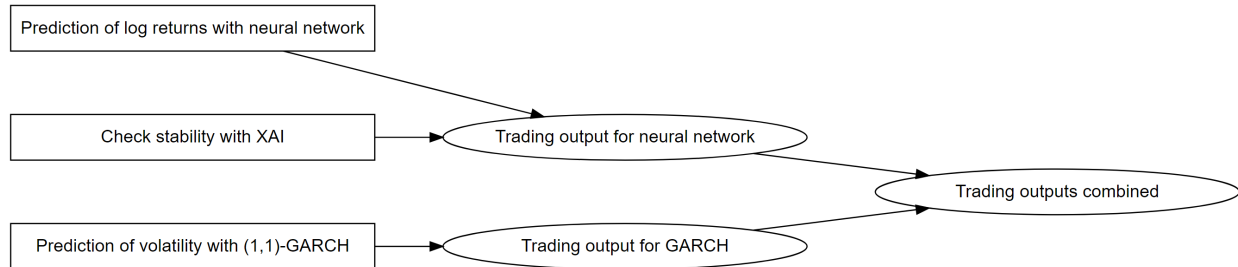 Prediction of log returns with neural network
Check stability with XAI
Trading output for neural network
Trading outputs combined
Prediction of volatility with (1,1)-GARCH
Trading output for GARCH